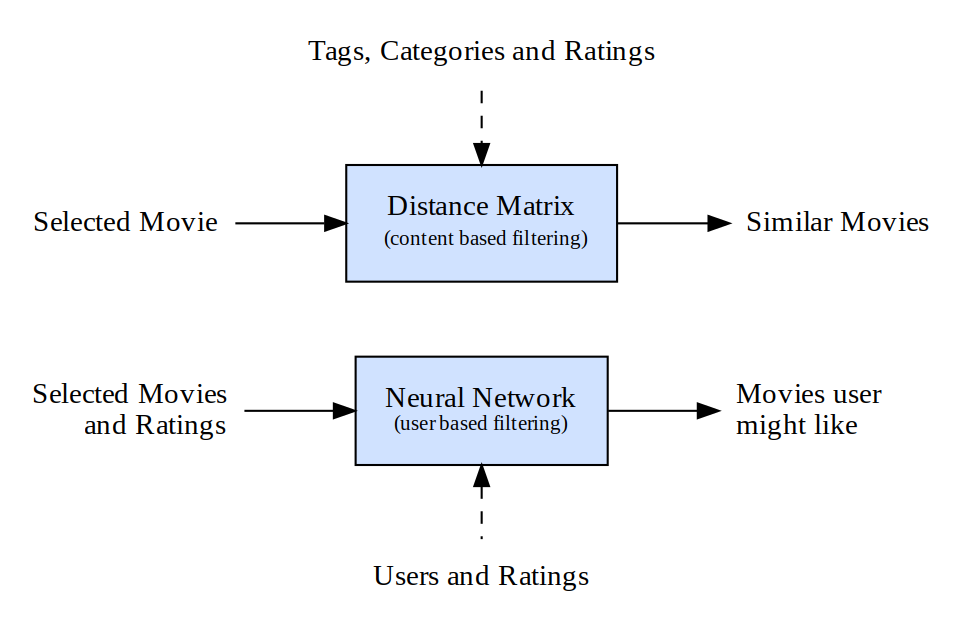 Tags, Categories and Ratings
Selected Movie
Distance Matrix
(content based filtering)
Similar Movies
Selected Movies
and Ratings
Neural Network
(user based filtering)
Movies user
might like
Users and Ratings